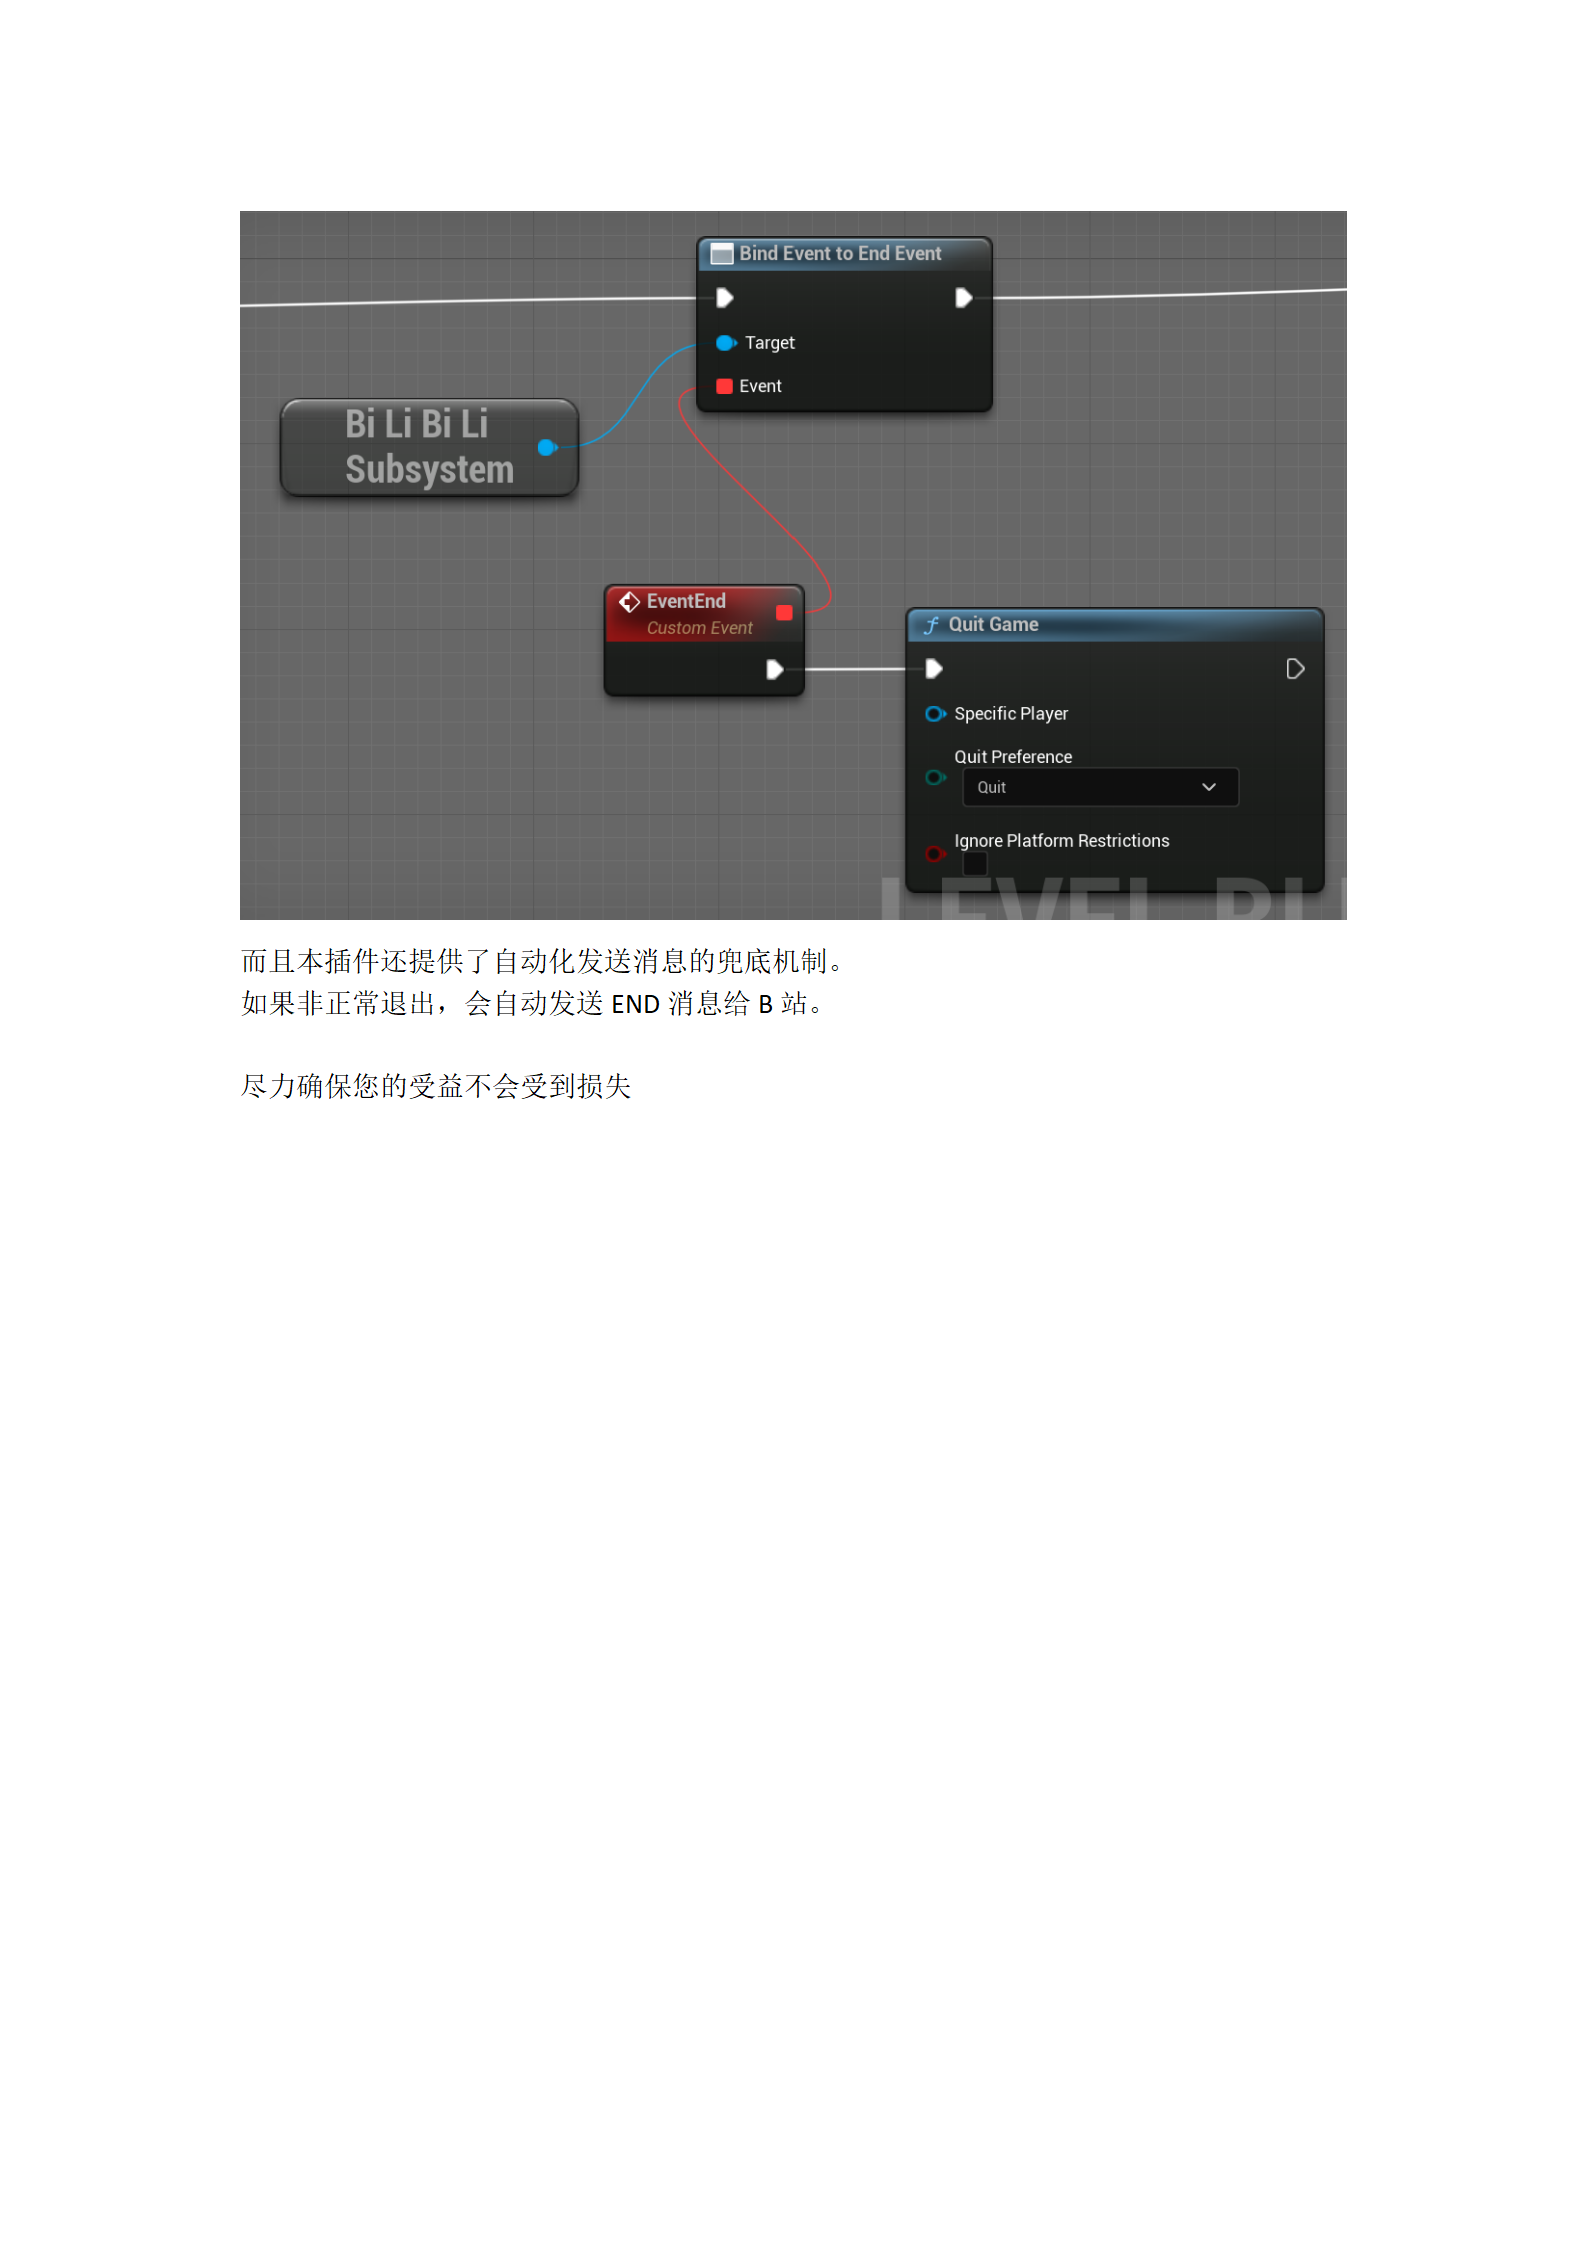 Bind Event to End Event
Target
Event
Bi Li Bi Li
Subsystem
EventEnd
Custom Event
Quit Game
Specific Player
Quit Preference
Quit
Ignore Platform Restrictions
LEVEL
而且本插件还提供了自动化发送消息的兜底机制。
如果非正常退出，会自动发送 END 消息给 B 站。
尽力确保您的受益不会受到损失